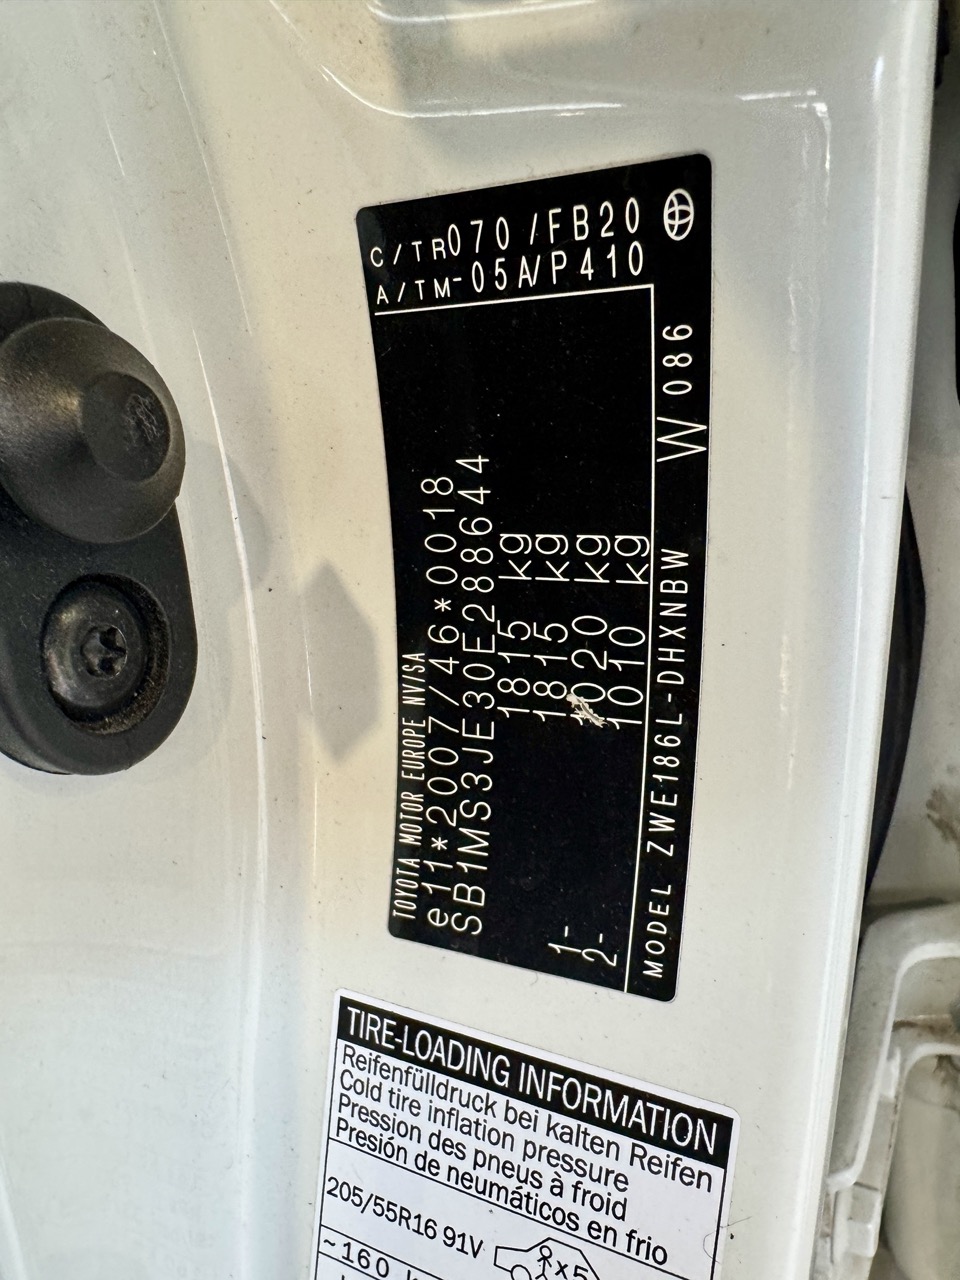 C/TR070 /FB20
A/TM-05A/P410
TOYOTA MOTOR EUROPE NV/SA
e11*2007/46*0018
SB1MS3JE30E288644
1815 kg
1815 kg
1- 1020 kg
2- 1010 kg
MODEL ZWE186L-DHXNBW W086
TIRE-LOADING INFORMATION
Reifenfülldruck bei kalten Reifen
Cold tire inflation pressure
Pression des pneus à froid
Presión de neumáticos en frio
205/55R16 91V x5
~160